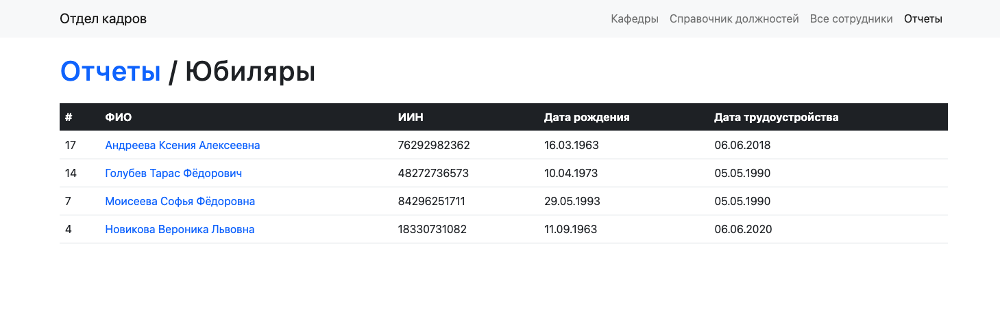 Отдел кадров Кафедры Справочник должностей Все сотрудники Отчеты
Отчеты / Юбиляры
# ФИО ИИН Дата рождения Дата трудоустройства
17 Андреева Ксения Алексеевна 76292982362 16.03.1963 06.06.2018
14 Голубев Тарас Фёдорович 48272736573 10.04.1973 05.05.1990
7 Моисеева Софья Фёдоровна 84296251711 29.05.1993 05.05.1990
4 Новикова Вероника Львовна 18330731082 11.09.1963 06.06.2020